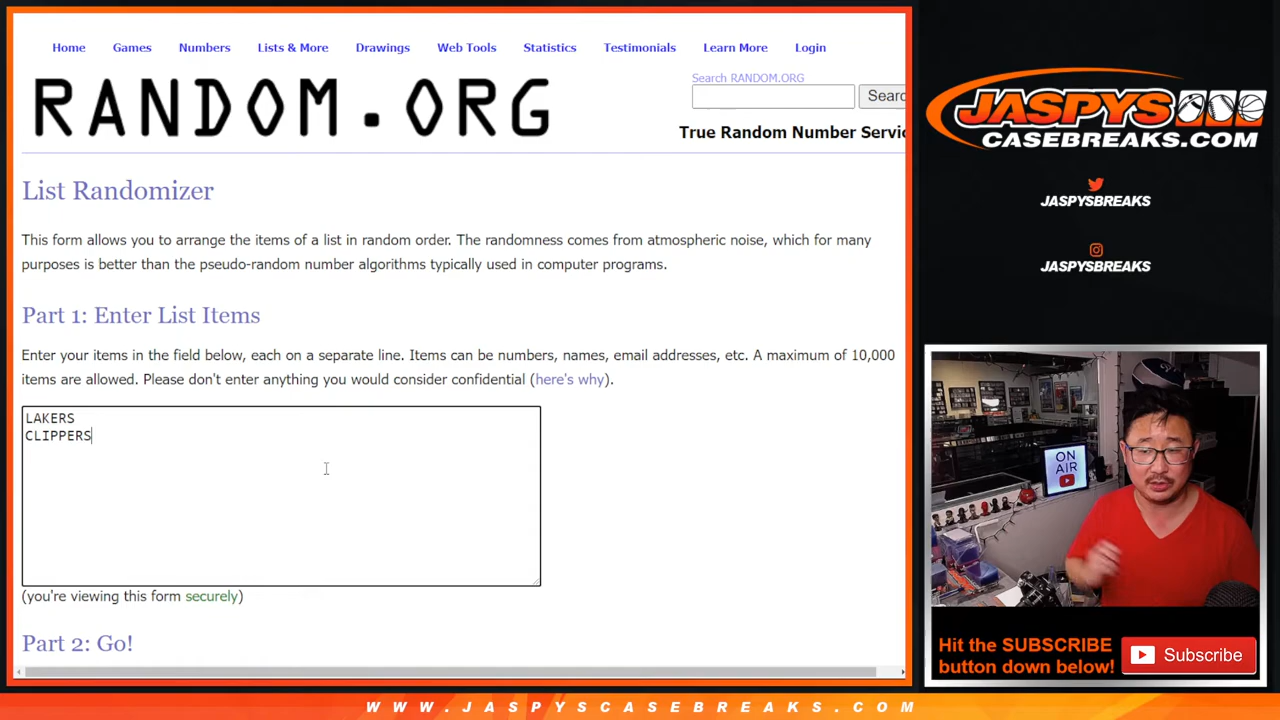 Home Games Numbers Lists & More Drawings Web Tools Statistics Testimonials Learn More Login
RANDOM.ORG
Search RANDOM.ORG
Searc
True Random Number Servic
List Randomizer
This form allows you to arrange the items of a list in random order. The randomness comes from atmospheric noise, which for many
purposes is better than the pseudo-random number algorithms typically used in computer programs.
Part 1: Enter List Items
Enter your items in the field below, each on a separate line. Items can be numbers, names, email addresses, etc. A maximum of 10,000
items are allowed. Please don't enter anything you would consider confidential (here's why).
LAKERS
CLIPPERS
(you're viewing this form securely)
Part 2: Go!
JASPYS
CASEBREAKS.COM
JASPYSBREAKS
JASPYSBREAKS
ON
AIR
Hit the SUBSCRIBE
button down below!
Subscribe
WWW.JASPYSCASEBREAKS.COM